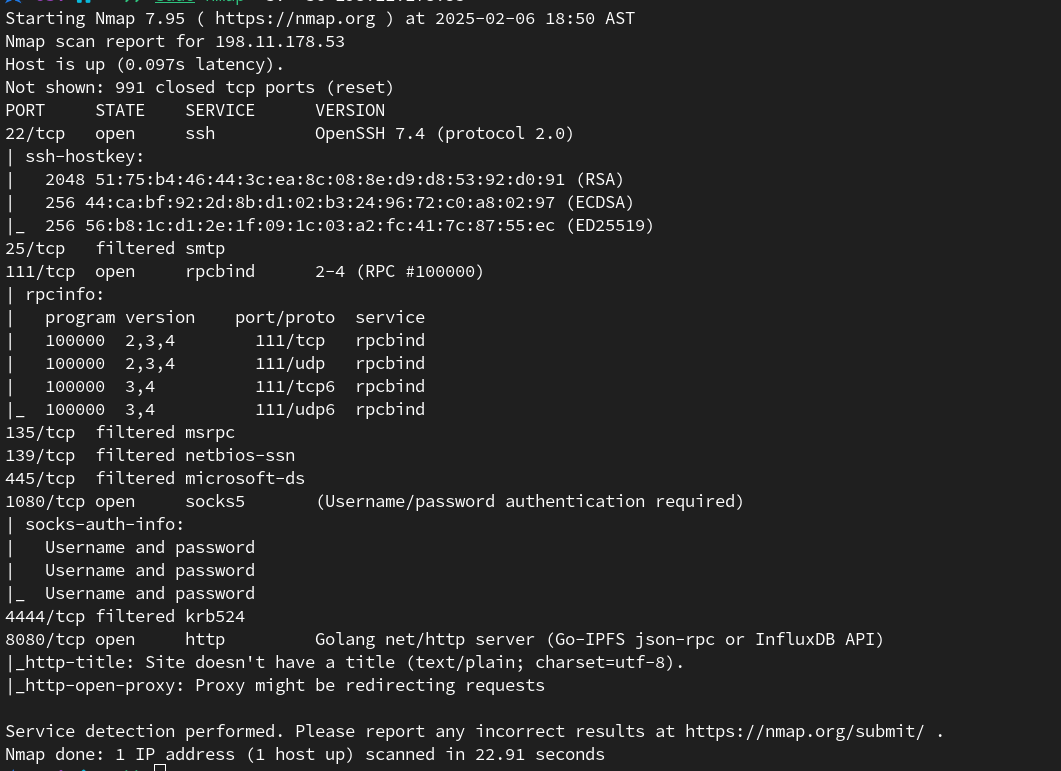 Starting Nmap 7.95 ( https://nmap.org ) at 2025-02-06 18:50 AST
Nmap scan report for 198.11.178.53
Host is up (0.097s latency).
Not shown: 991 closed tcp ports (reset)
PORT     STATE    SERVICE      VERSION
22/tcp   open     ssh          OpenSSH 7.4 (protocol 2.0)
| ssh-hostkey:
|   2048 51:75:b4:46:44:3c:ea:8c:08:8e:d9:d8:53:92:d0:91 (RSA)
|   256 44:ca:bf:92:2d:8b:d1:02:b3:24:96:72:c0:a8:02:97 (ECDSA)
|_  256 56:b8:1c:d1:2e:1f:09:1c:03:a2:fc:41:7c:87:55:ec (ED25519)
25/tcp   filtered smtp
111/tcp  open     rpcbind      2-4 (RPC #100000)
| rpcinfo:
|   program version    port/proto  service
|   100000  2,3,4        111/tcp   rpcbind
|   100000  2,3,4        111/udp   rpcbind
|   100000  3,4          111/tcp6  rpcbind
|_  100000  3,4          111/udp6  rpcbind
135/tcp  filtered msrpc
139/tcp  filtered netbios-ssn
445/tcp  filtered microsoft-ds
1080/tcp open     socks5       (Username/password authentication required)
| socks-auth-info:
|   Username and password
|   Username and password
|_  Username and password
4444/tcp filtered krb524
8080/tcp open     http         Golang net/http server (Go-IPFS json-rpc or InfluxDB API)
|_http-title: Site doesn't have a title (text/plain; charset=utf-8).
|_http-open-proxy: Proxy might be redirecting requests

Service detection performed. Please report any incorrect results at https://nmap.org/submit/ .
Nmap done: 1 IP address (1 host up) scanned in 22.91 seconds